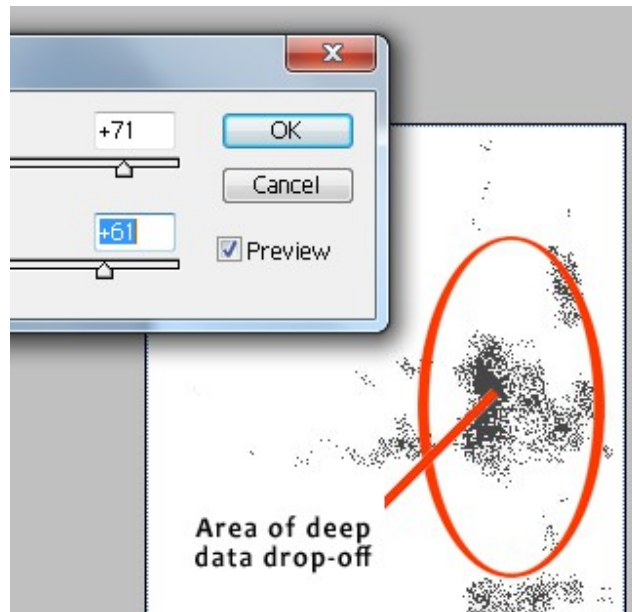 +71
OK
Cancel
+61
Preview
Area of deep
data drop-off